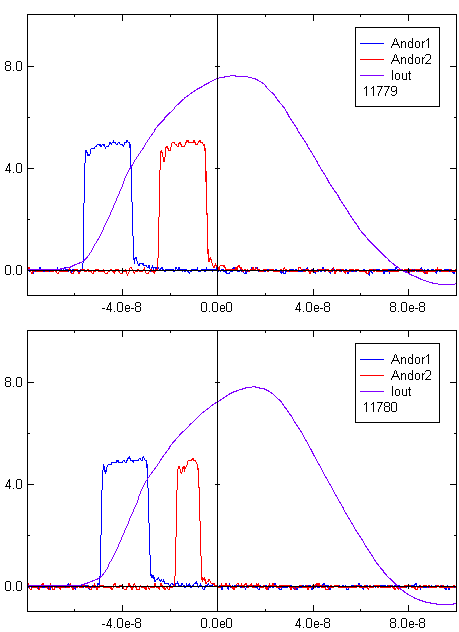 8.0
4.0
0.0
-4.0e-8
0.0e0
4.0e-8
8.0e-8
Andor1
Andor2
Iout
11779
8.0
4.0
0.0
-4.0e-8
0.0e0
4.0e-8
8.0e-8
Andor1
Andor2
Iout
11780